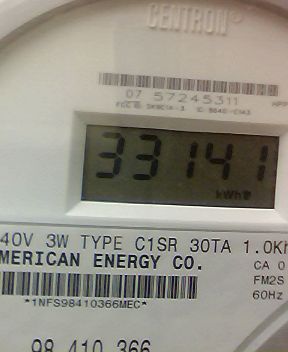 CENTRON®
07 57245311
33141
kWh
40V 3W TYPE C1SR 30TA 1.0Kh
MERICAN ENERGY CO.
CA 0
FM2S
*1NFS98410366MEC*
60Hz
98 410 366